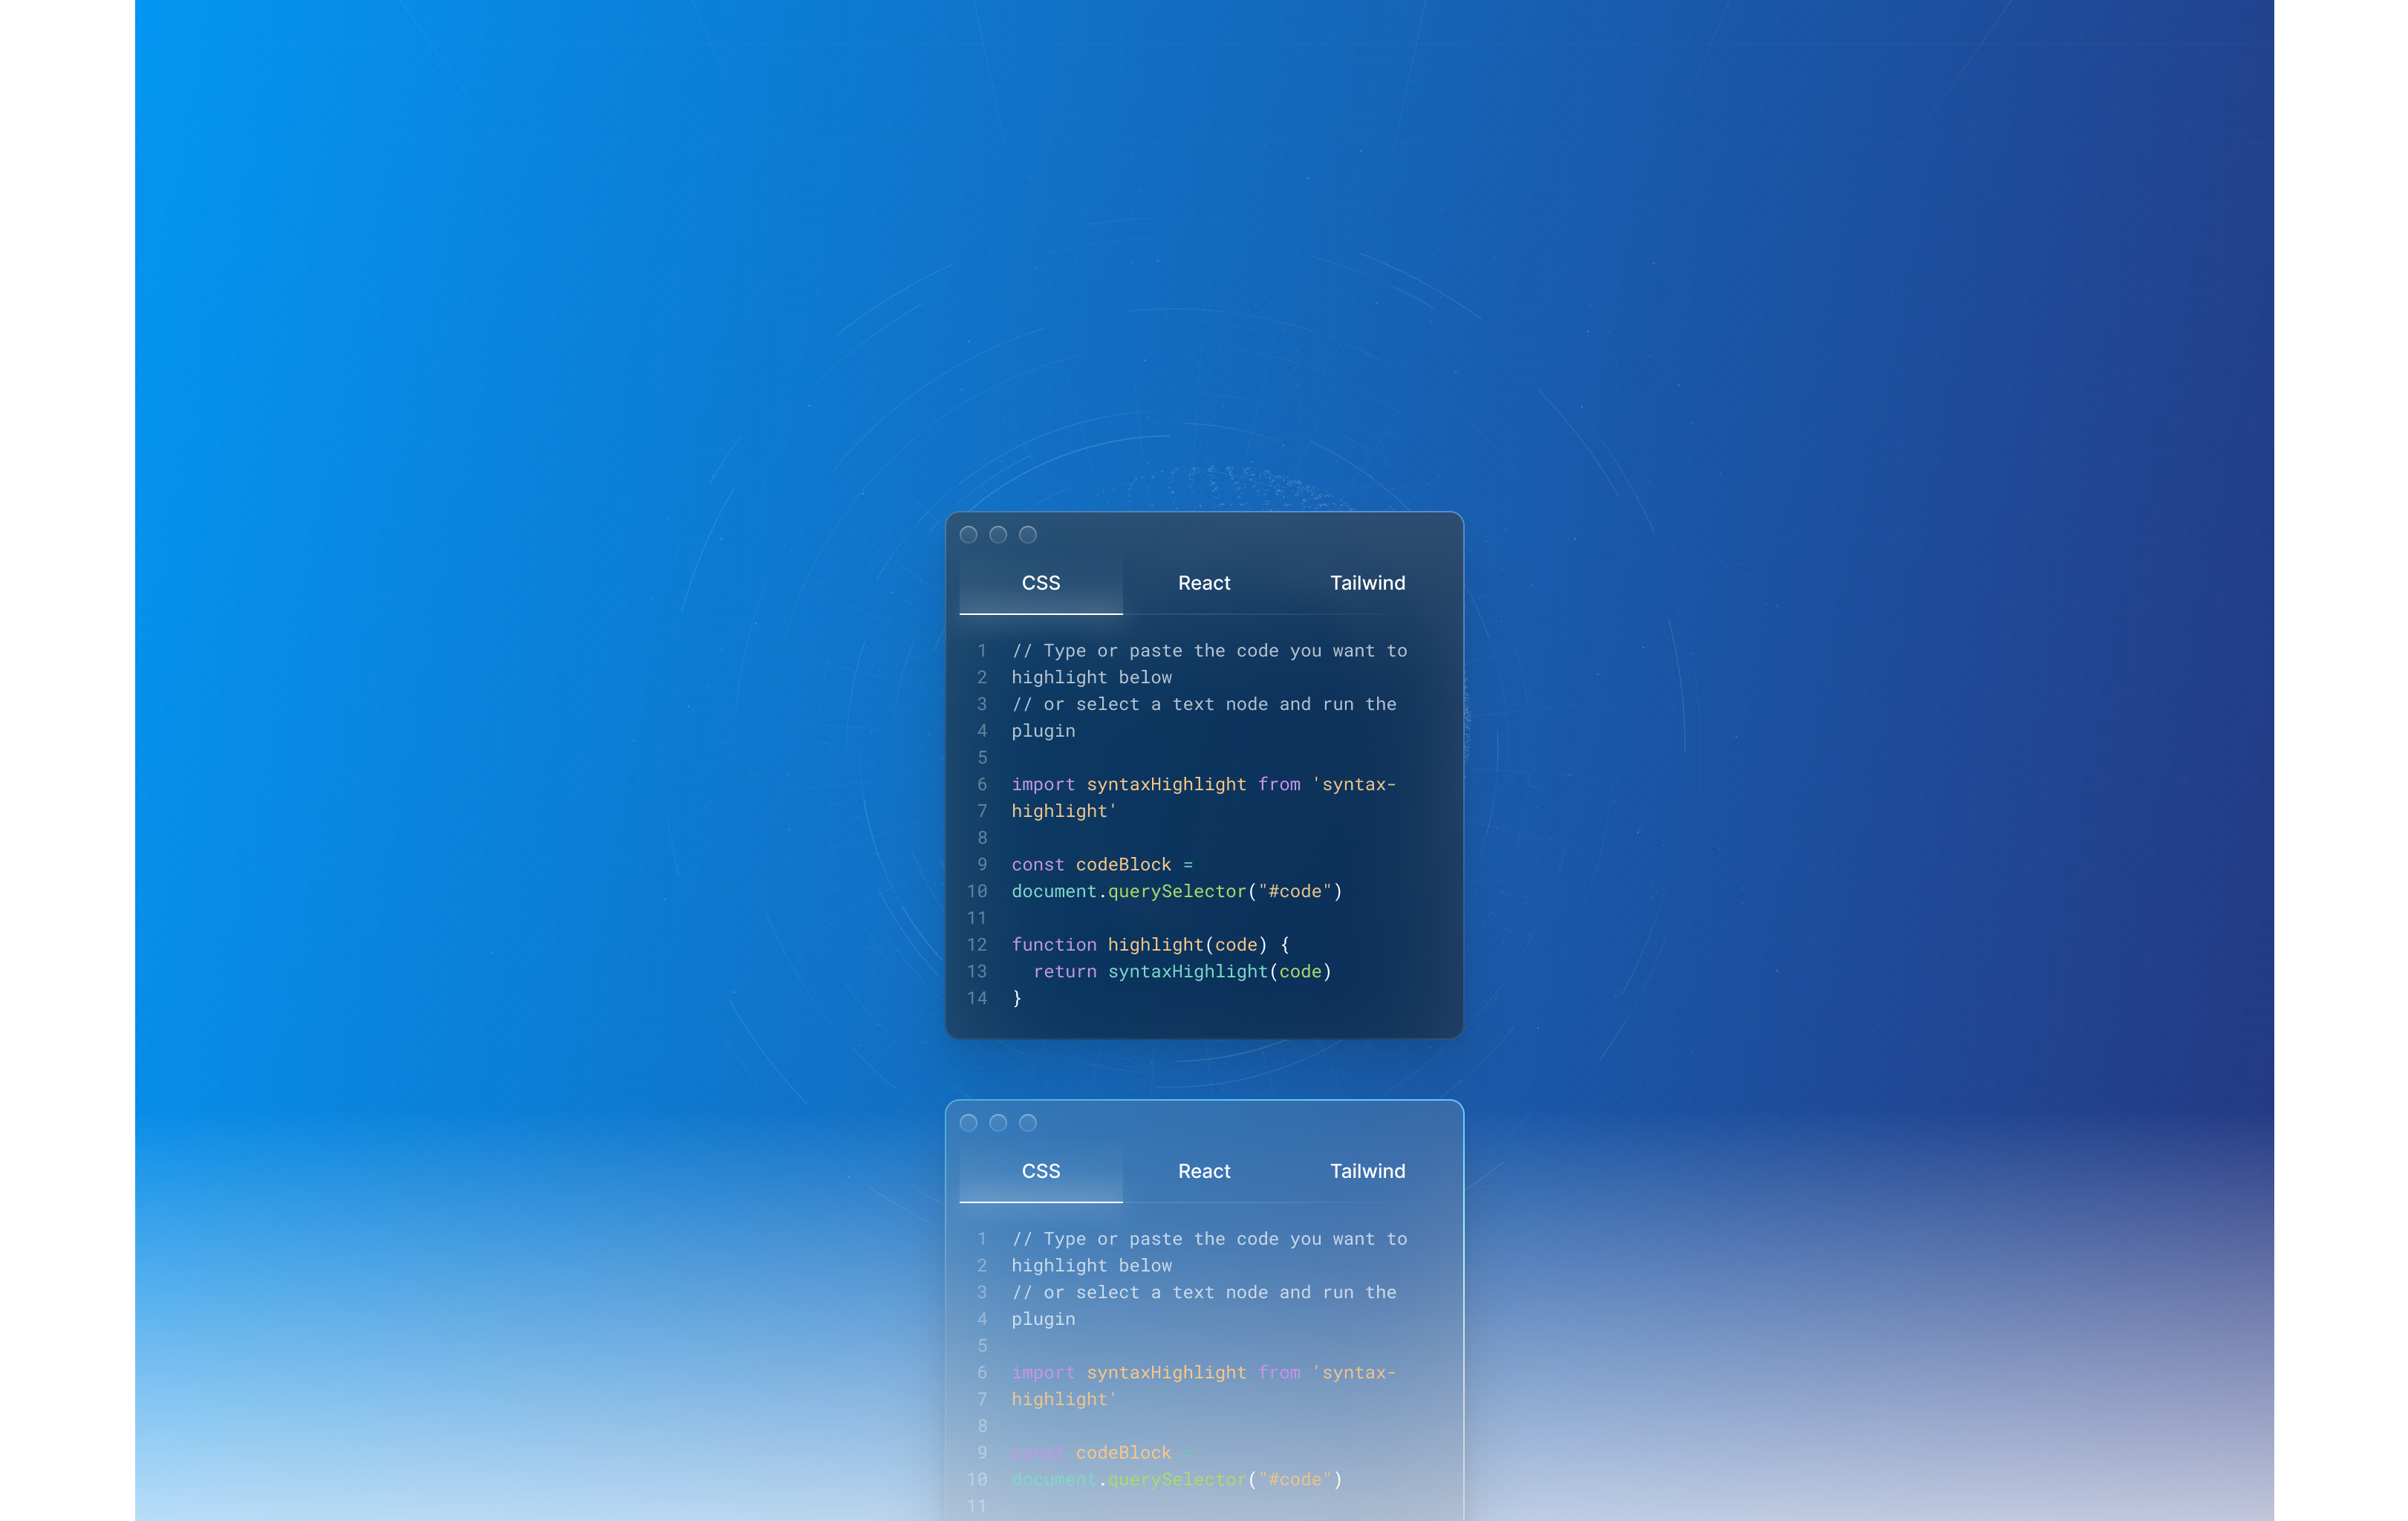 CSS React Tailwind
1 // Type or paste the code you want to
2 highlight below
3 // or select a text node and run the
4 plugin
5
6 import syntaxHighlight from 'syntax-
7 highlight'
8
9 const codeBlock =
10 document.querySelector("#code")
11
12 function highlight(code) {
13   return syntaxHighlight(code)
14 }
CSS React Tailwind
1 // Type or paste the code you want to
2 highlight below
3 // or select a text node and run the
4 plugin
5
6 import syntaxHighlight from 'syntax-
7 highlight'
8
9 const codeBlock =
10 document.querySelector("#code")
11